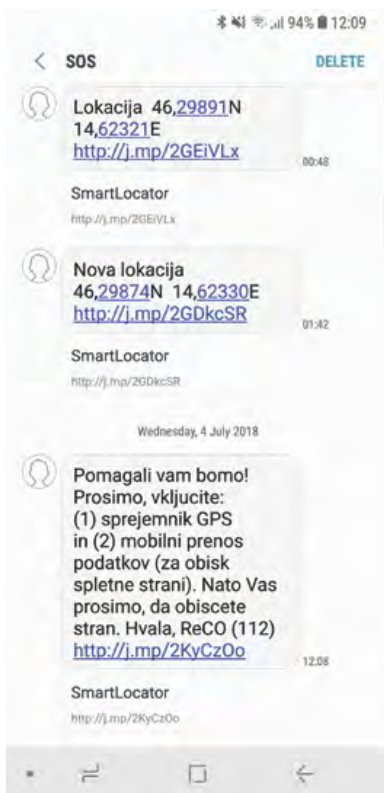 94% 12:09
SOS DELETE
Lokacija 46,29891N
14,62321E
http://j.mp/2GEiVLx
00:48
SmartLocator
http://j.mp/2GEiVLx
Nova lokacija
46,29874N 14,62330E
http://j.mp/2GDkcSR
01:42
SmartLocator
http://j.mp/2GDkcSR
Wednesday, 4 July 2018
Pomagali vam bomo!
Prosimo, vkljucite:
(1) sprejemnik GPS
in (2) mobilni prenos
podatkov (za obisk
spletne strani). Nato Vas
prosimo, da obiscete
stran. Hvala, ReCO (112)
http://j.mp/2KyCzOo
12:08
SmartLocator
http://j.mp/2KyCzOo